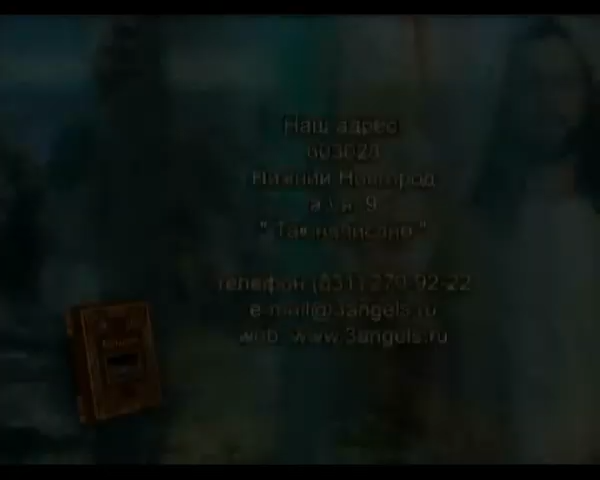 Наш адрес
603024
Нижний Новгород
а \ я 9
" Так написано "
телефон (831) 279-92-22
e-mail@3angels.ru
web: www.3angels.ru